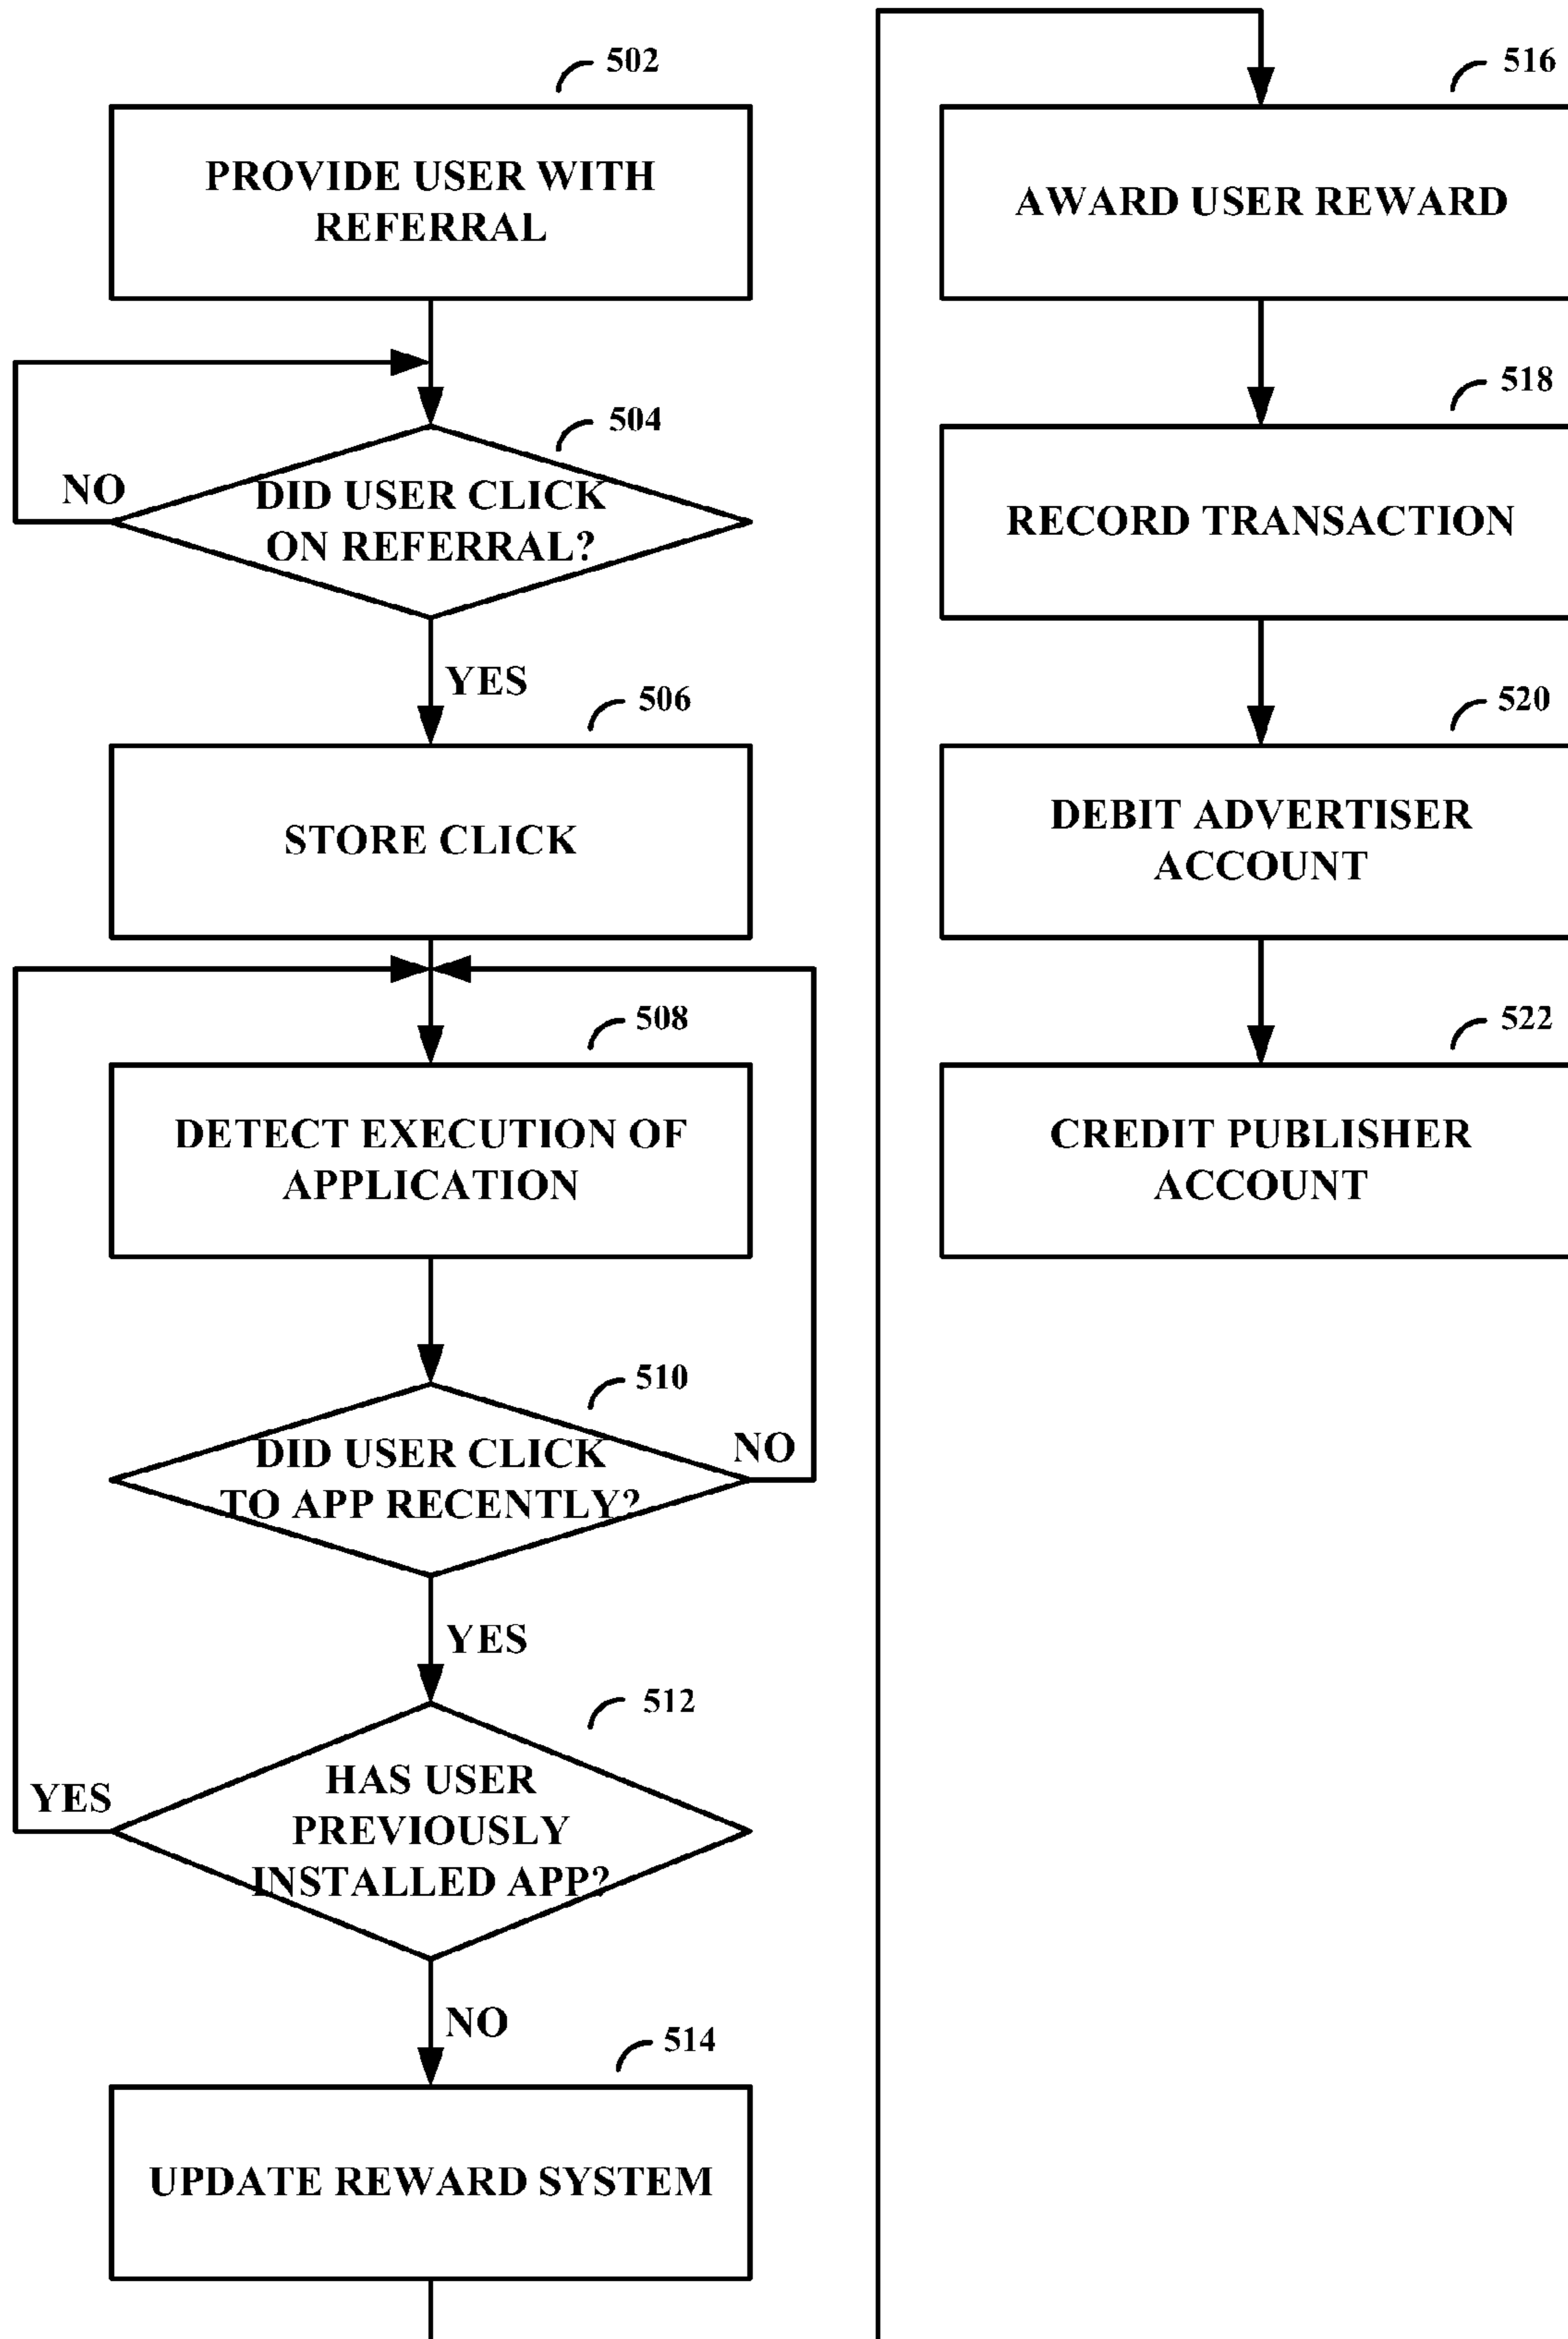 502
PROVIDE USER WITH
REFERRAL
504
NO
DID USER CLICK
ON REFERRAL?
YES
506
STORE CLICK
508
DETECT EXECUTION OF
APPLICATION
510
DID USER CLICK
TO APP RECENTLY?
NO
YES
512
HAS USER
PREVIOUSLY
INSTALLED APP?
YES
NO
514
UPDATE REWARD SYSTEM
516
AWARD USER REWARD
518
RECORD TRANSACTION
520
DEBIT ADVERTISER
ACCOUNT
522
CREDIT PUBLISHER
ACCOUNT